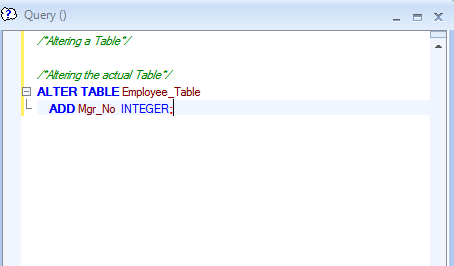 Query ()
/*Altering a Table*/
/*Altering the actual Table*/
ALTER TABLE Employee_Table
ADD Mgr_No INTEGER;